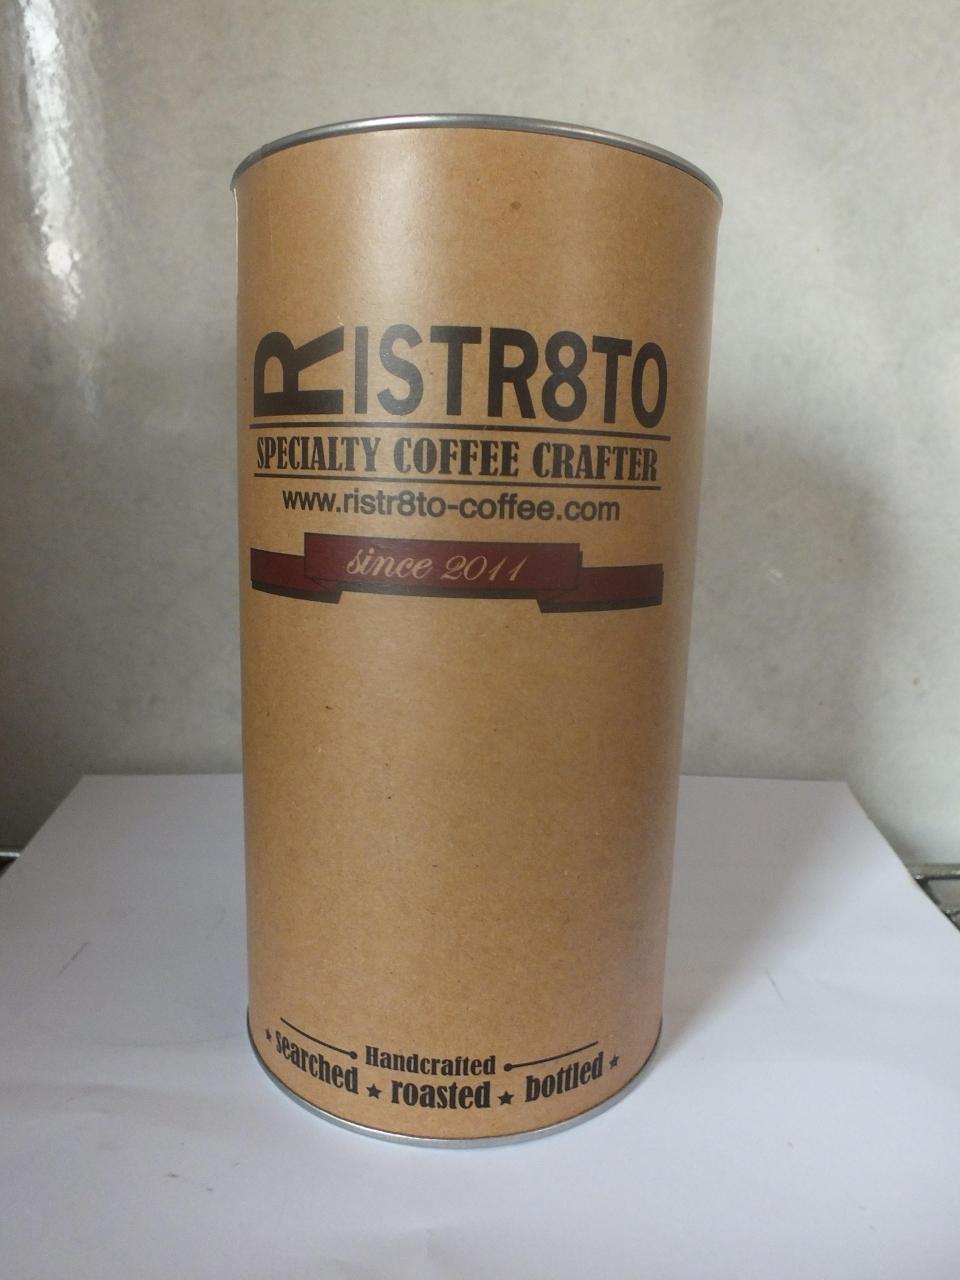 RISTR8TO
SPECIALTY COFFEE CRAFTER
www.ristr8to-coffee.com
since 2011
Handcrafted
searched ★ roasted ★ bottled